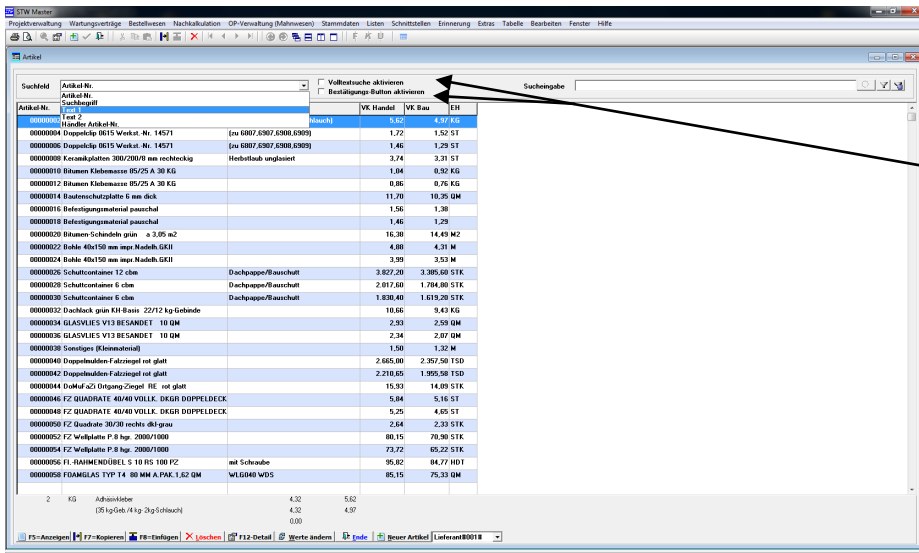 STW Master
Projektverwaltung Wartungsverträge Bestellwesen Nachkalkulation OP-Verwaltung (Mahnwesen) Stammdaten Listen Schnittstellen Erinnerung Extras Tabelle Bearbeiten Fenster Hilfe
Artikel
Suchfeld Artikel-Nr. Volltextsuche aktivieren Sucheingabe
Bestätigungs-Button aktivieren
Artikel-Nr.
Suchbegriff
Text 1
Text 2
Händler Artikel-Nr.
Artikel-Nr. VK Handel VK Bau EH
00000002 hlauch) 5,62 4,97 KG
00000004 Doppelclip 0615 Werkst.-Nr. 14571 (zu 6807,6907,6908,6909) 1,72 1,52 ST
00000006 Doppelclip 0615 Werkst.-Nr. 14571 (zu 6807,6907,6908,6909) 1,46 1,29 ST
00000008 Keramikplatten 300/200/8 mm rechteckig Herbstlaub unglasiert 3,74 3,31 ST
00000010 Bitumen Klebemasse 85/25 A 30 KG 1,04 0,92 KG
00000012 Bitumen Klebemasse 85/25 A 30 KG 0,86 0,76 KG
00000014 Bautenschutzplatte 6 mm dick 11,70 10,35 QM
00000016 Befestigungsmaterial pauschal 1,56 1,38
00000018 Befestigungsmaterial pauschal 1,46 1,29
00000020 Bitumen-Schindeln grün a 3,05 m2 16,38 14,49 M2
00000022 Bohle 40x150 mm impr.Nadelh.GKII 4,88 4,31 M
00000024 Bohle 40x150 mm impr.Nadelh.GKII 3,99 3,53 M
00000026 Schuttcontainer 12 cbm Dachpappe/Bauschutt 3.827,20 3.385,60 STK
00000028 Schuttcontainer 6 cbm Dachpappe/Bauschutt 2.017,60 1.784,80 STK
00000030 Schuttcontainer 6 cbm Dachpappe/Bauschutt 1.830,40 1.619,20 STK
00000032 Dachlack grün KH-Basis 22/12 kg-Gebinde 10,66 9,43 KG
00000034 GLASVLIES V13 BESANDET 10 QM 2,93 2,59 QM
00000036 GLASVLIES V13 BESANDET 10 QM 2,34 2,07 QM
00000038 Sonstiges (Kleinmaterial) 1,50 1,32 M
00000040 Doppelmulden-Falzziegel rot glatt 2.665,00 2.357,50 TSD
00000042 Doppelmulden-Falzziegel rot glatt 2.210,65 1.955,58 TSD
00000044 DoMuFaZi Ortgang-Ziegel RE rot glatt 15,93 14,09 STK
00000046 FZ QUADRATE 40/40 VOLLK. DKGR DOPPELDECK 5,84 5,16 ST
00000048 FZ QUADRATE 40/40 VOLLK. DKGR DOPPELDECK 5,25 4,65 ST
00000050 FZ Quadrate 30/30 rechts dkl-grau 2,64 2,33 STK
00000052 FZ Wellplatte P.8 hgr. 2000/1000 80,15 70,90 STK
00000054 FZ Wellplatte P.8 hgr. 2000/1000 73,72 65,22 STK
00000056 FI.-RAHMENDÜBEL S 10 RS 100 PZ mit Schraube 95,82 84,77 HDT
00000058 FOAMGLAS TYP T4 80 MM A.PAK.1,62 QM WLG040 WDS 85,15 75,33 QM
2 KG Adhäsivkleber 4.32 5.62
(35 kg-Geb./4 kg- 2kg-Schlauch) 4.32 4.97
0.00
F5=Anzeigen F7=Kopieren F8=Einfügen Löschen F12-Detail Werte ändern Ende Neuer Artikel Lieferant#0001#